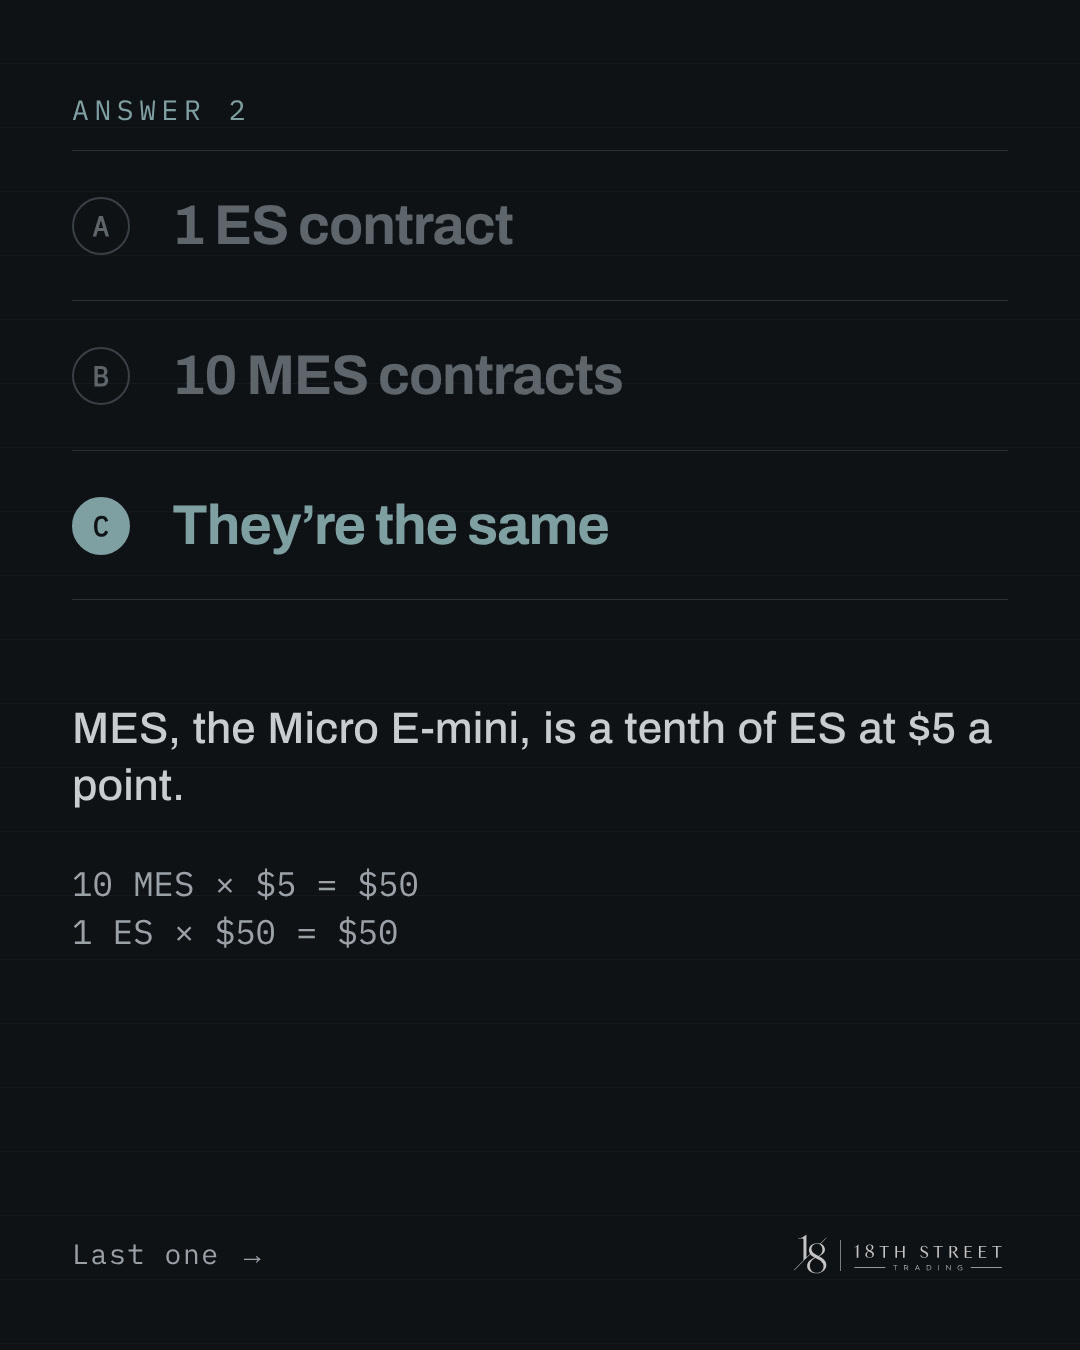 ANSWER 2
A 1 ES contract
B 10 MES contracts
C They’re the same
MES, the Micro E-mini, is a tenth of ES at $5 a
point.
10 MES × $5 = $50
1 ES × $50 = $50
Last one →
18 18TH STREET
TRADING